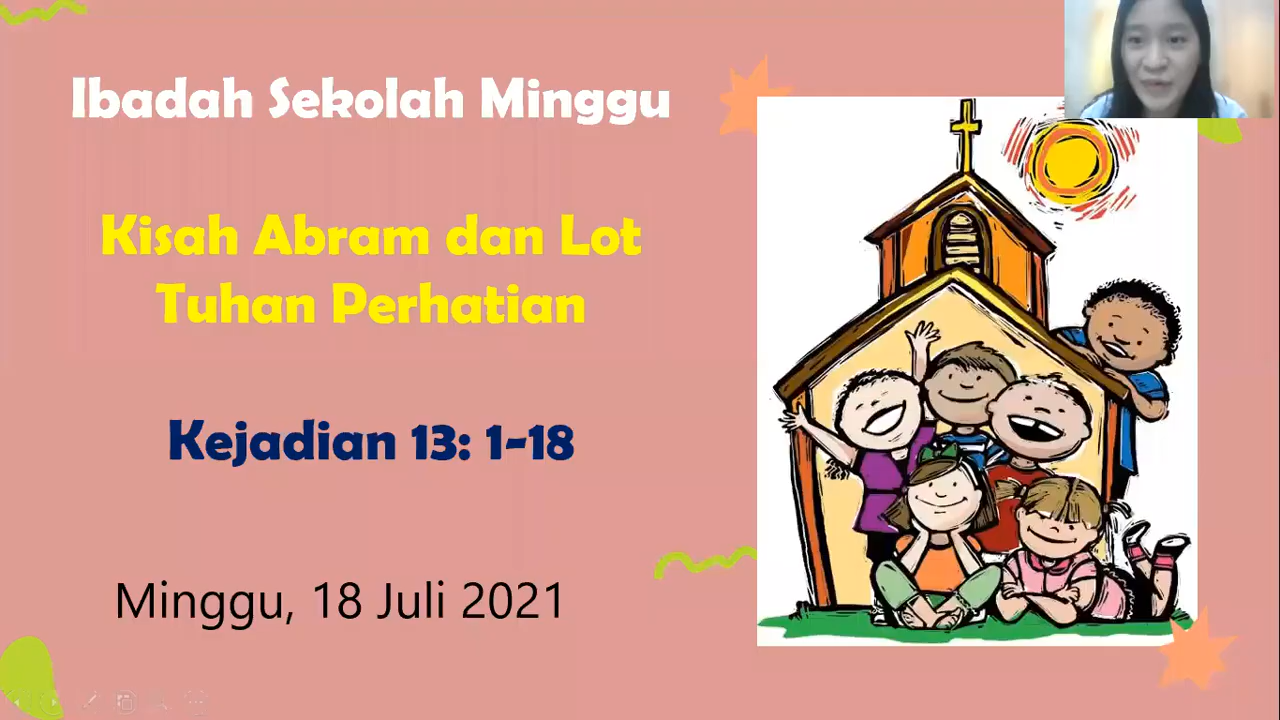 Ibadah Sekolah Minggu
Kisah Abram dan Lot
Tuhan Perhatian
Kejadian 13: 1-18
Minggu, 18 Juli 2021